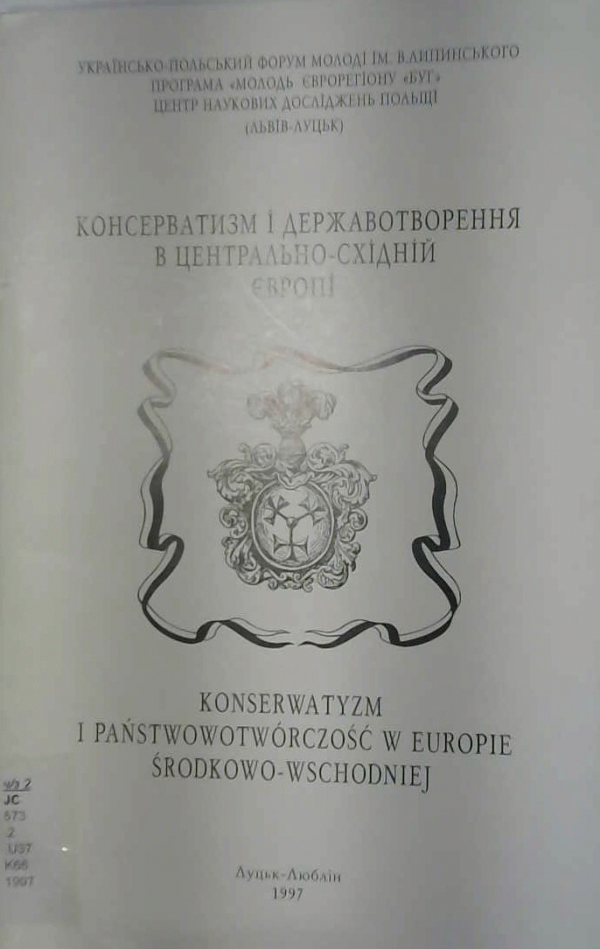 УКРАЇНСЬКО-ПОЛЬСЬКИЙ ФОРУМ МОЛОДІ ІМ. В.ЛИПИНСЬКОГО
ПРОГРАМА «МОЛОДЬ ЄВРОРЕГІОНУ «БУГ»
ЦЕНТР НАУКОВИХ ДОСЛІДЖЕНЬ ПОЛЬЩІ
(ЛЬВІВ-ЛУЦЬК)
КОНСЕРВАТИЗМ І ДЕРЖАВОТВОРЕННЯ
В ЦЕНТРАЛЬНО-СХІДНІЙ
ЄВРОПІ
KONSERWATYZM
I PAŃSTWOWOTWÓRCZOŚĆ W EUROPIE
ŚRODKOWO-WSCHODNIEJ
ч/з 2
JC
573
.2
.U37
K66
1997
Луцьк-Люблін
1997